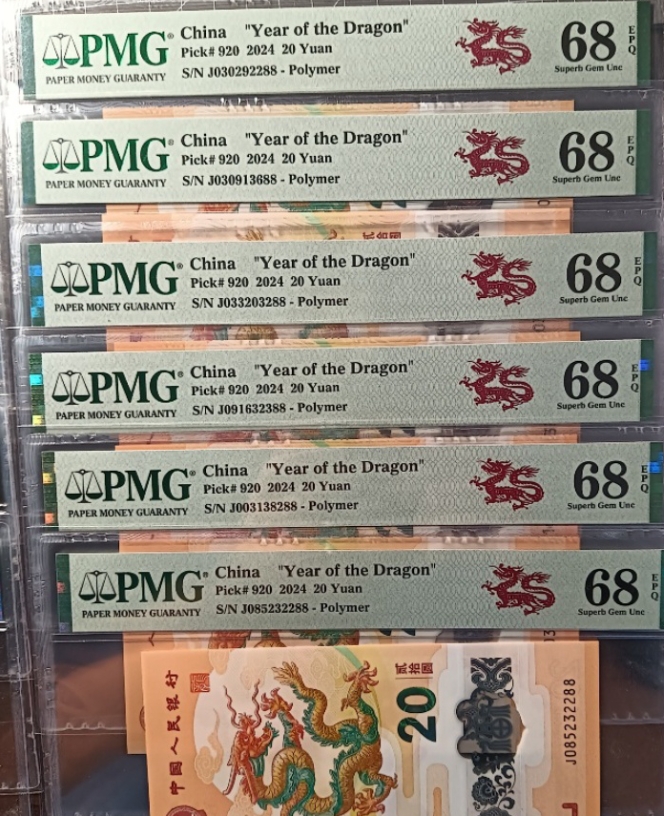 PMG
PAPER MONEY GUARANTY
China "Year of the Dragon"
Pick# 920 2024 20 Yuan
S/N J030292288 - Polymer
68
EPQ
Superb Gem Unc
PMG
PAPER MONEY GUARANTY
China "Year of the Dragon"
Pick# 920 2024 20 Yuan
S/N J030913688 - Polymer
68
EPQ
Superb Gem Unc
PMG
PAPER MONEY GUARANTY
China "Year of the Dragon"
Pick# 920 2024 20 Yuan
S/N J033203288 - Polymer
68
EPQ
Superb Gem Unc
PMG
PAPER MONEY GUARANTY
China "Year of the Dragon"
Pick# 920 2024 20 Yuan
S/N J091632388 - Polymer
68
EPQ
Superb Gem Unc
PMG
PAPER MONEY GUARANTY
China "Year of the Dragon"
Pick# 920 2024 20 Yuan
S/N J003138288 - Polymer
68
EPQ
Superb Gem Unc
PMG
PAPER MONEY GUARANTY
China "Year of the Dragon"
Pick# 920 2024 20 Yuan
S/N J085232288 - Polymer
68
EPQ
Superb Gem Unc
中國人民银行
贰拾圓
20
J085232288